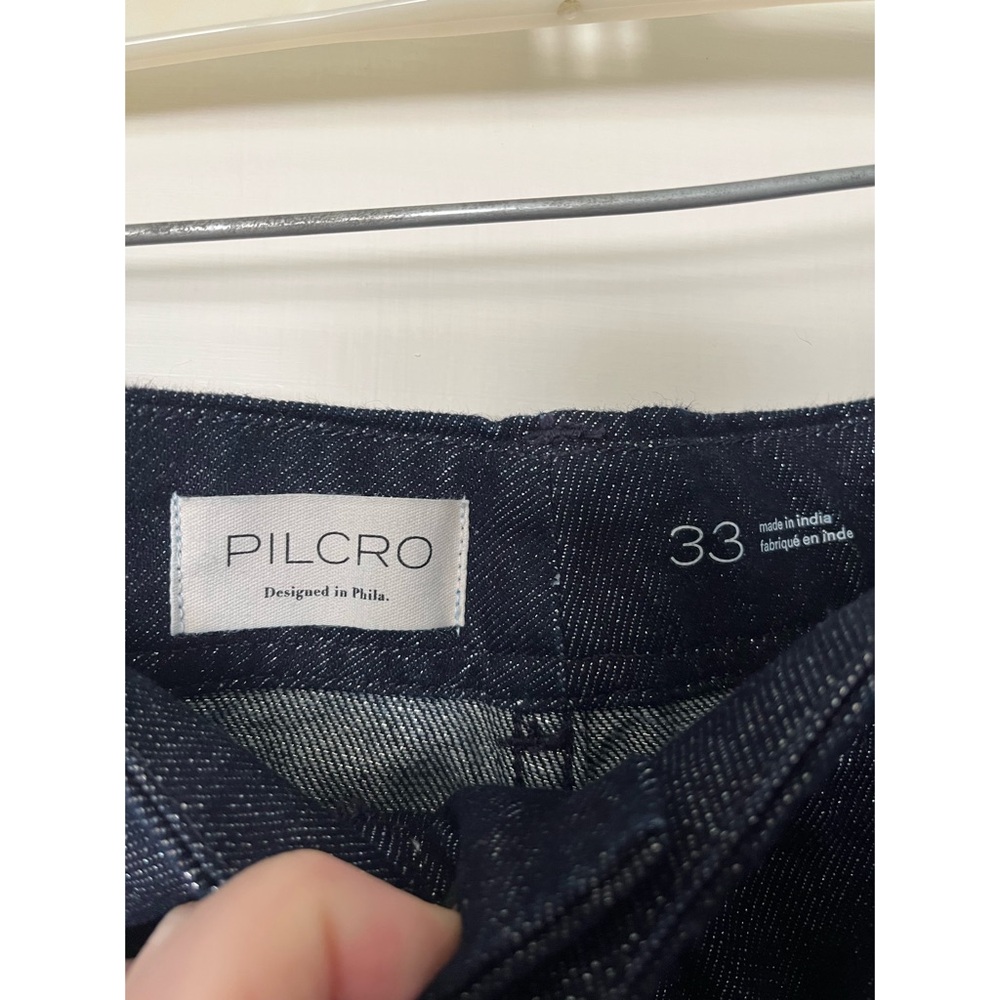 PILCRO
Designed in Phila.
33
made in india
fabriqué en inde